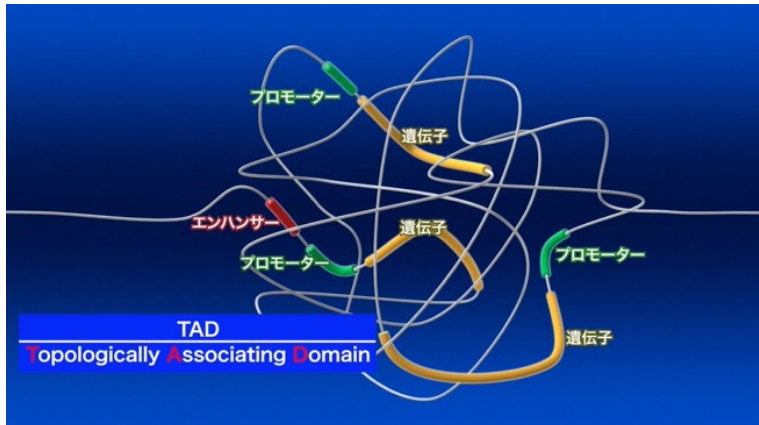 プロモーター
遺伝子
エンハンサー
遺伝子
プロモーター
プロモーター
遺伝子
TAD
Topologically Associating Domain